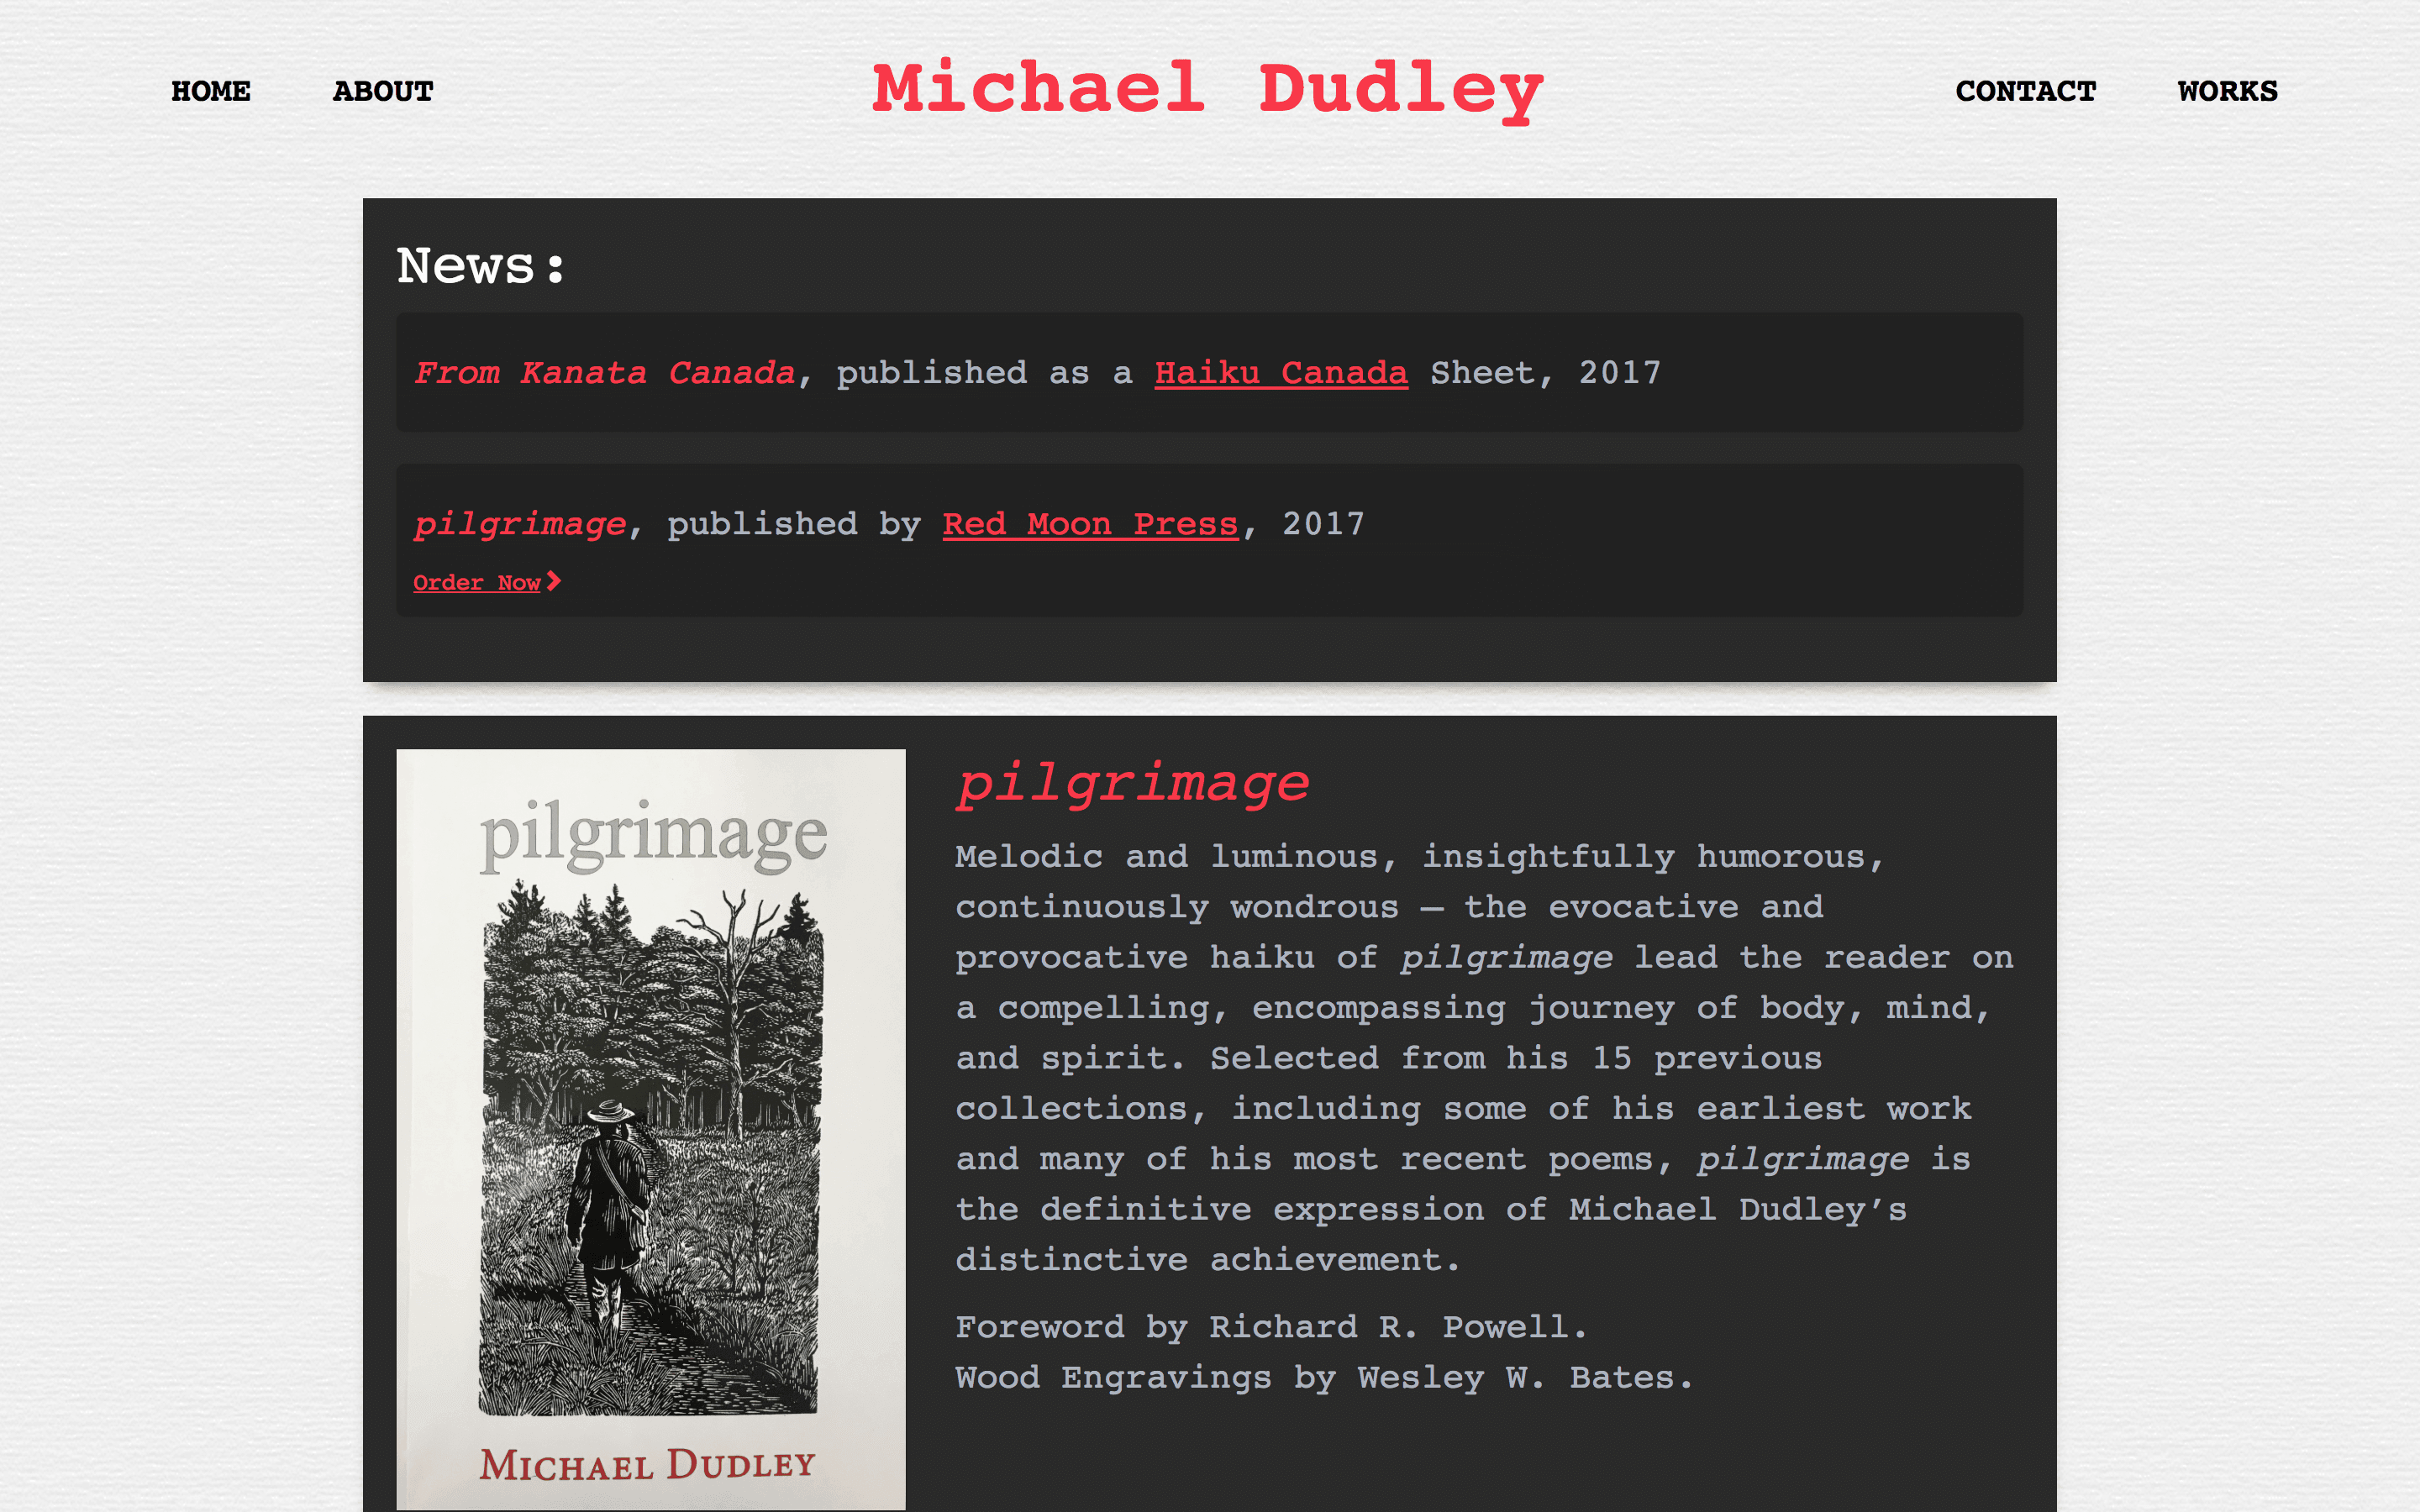 HOME ABOUT Michael Dudley CONTACT WORKS
News:
From Kanata Canada, published as a Haiku Canada Sheet, 2017
pilgrimage, published by Red Moon Press, 2017
Order Now
pilgrimage
MICHAEL DUDLEY
pilgrimage
Melodic and luminous, insightfully humorous,
continuously wondrous — the evocative and
provocative haiku of pilgrimage lead the reader on
a compelling, encompassing journey of body, mind,
and spirit. Selected from his 15 previous
collections, including some of his earliest work
and many of his most recent poems, pilgrimage is
the definitive expression of Michael Dudley’s
distinctive achievement.
Foreword by Richard R. Powell.
Wood Engravings by Wesley W. Bates.